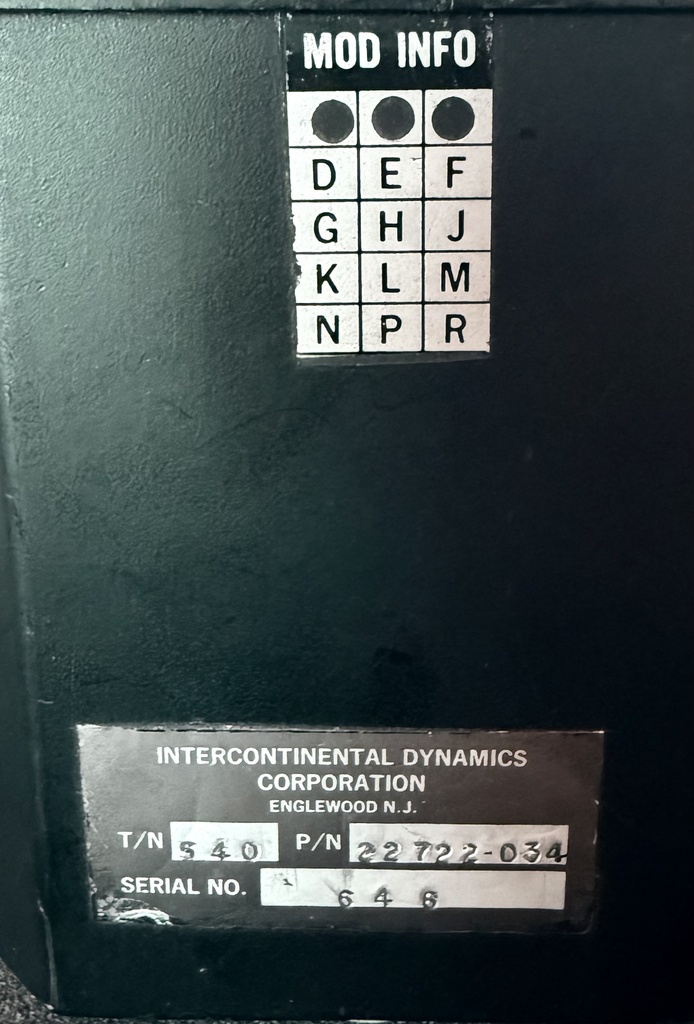 MOD INFO
D E F
G H J
K L M
N P R
INTERCONTINENTAL DYNAMICS
CORPORATION
ENGLEWOOD N.J.
T/N 540 P/N 22722-034
SERIAL NO. 646